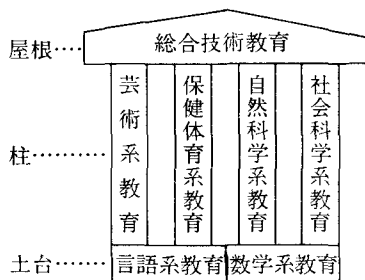 屋根‥‥ 総合技術教育
柱‥‥‥‥‥
芸術系教育
保健体育系教育
自然科学系教育
社会科学系教育
土台‥‥‥ 言語系教育 数学系教育